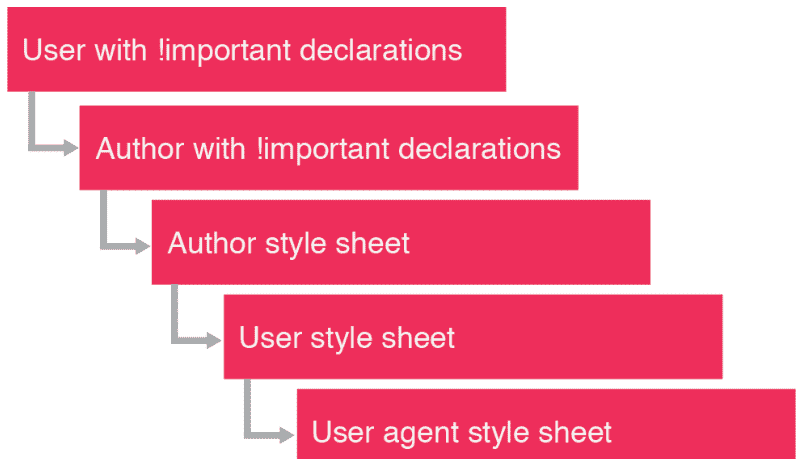 User with !important declarations
Author with !important declarations
Author style sheet
User style sheet
User agent style sheet